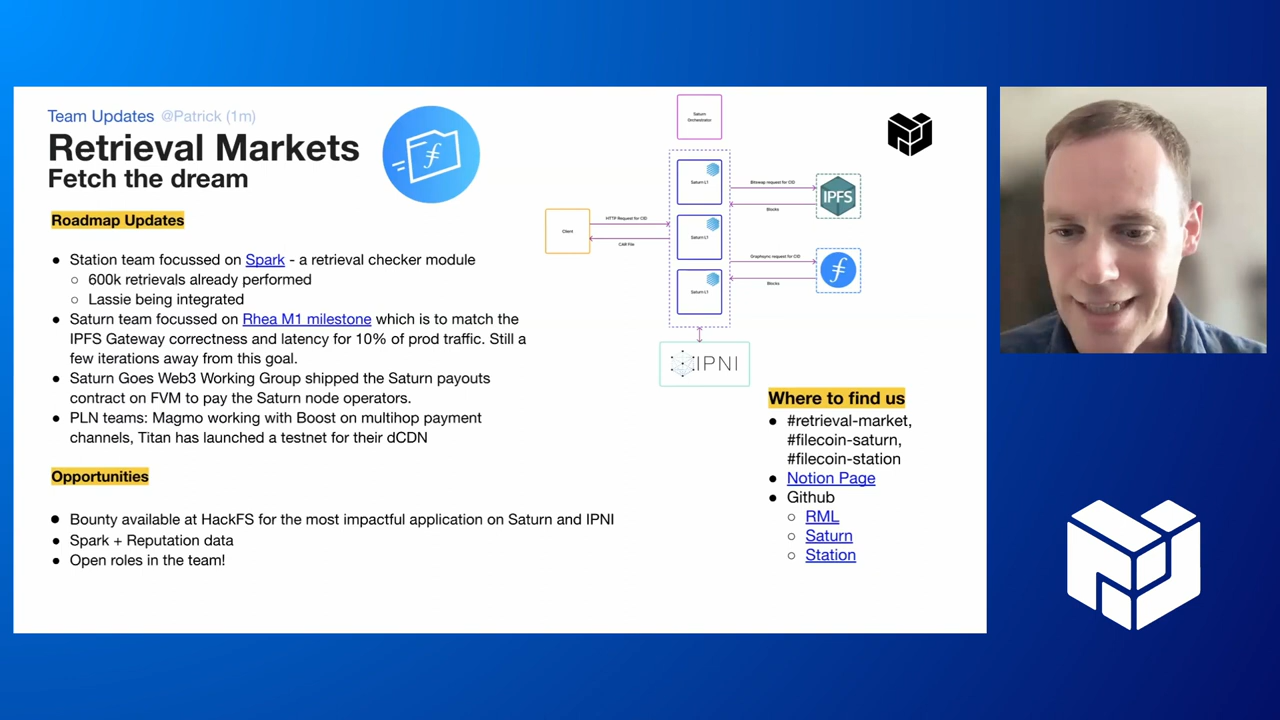 Team Updates @Patrick (1m)
Retrieval Markets
Fetch the dream
Roadmap Updates
● Station team focussed on Spark - a retrieval checker module
○ 600k retrievals already performed
○ Lassie being integrated
● Saturn team focussed on Rhea M1 milestone which is to match the
IPFS Gateway correctness and latency for 10% of prod traffic. Still a
few iterations away from this goal.
● Saturn Goes Web3 Working Group shipped the Saturn payouts
contract on FVM to pay the Saturn node operators.
● PLN teams: Magmo working with Boost on multihop payment
channels, Titan has launched a testnet for their dCDN
Opportunities
● Bounty available at HackFS for the most impactful application on Saturn and IPNI
● Spark + Reputation data
● Open roles in the team!
Saturn
Orchestrator
Saturn L1
Saturn L1
Saturn L1
Client
HTTP Request for CID
CAR File
Bitswap request for CID
Blocks
IPFS
Graphsync request for CID
Blocks
IPNI
Where to find us
● #retrieval-market,
#filecoin-saturn,
#filecoin-station
● Notion Page
● Github
○ RML
○ Saturn
○ Station